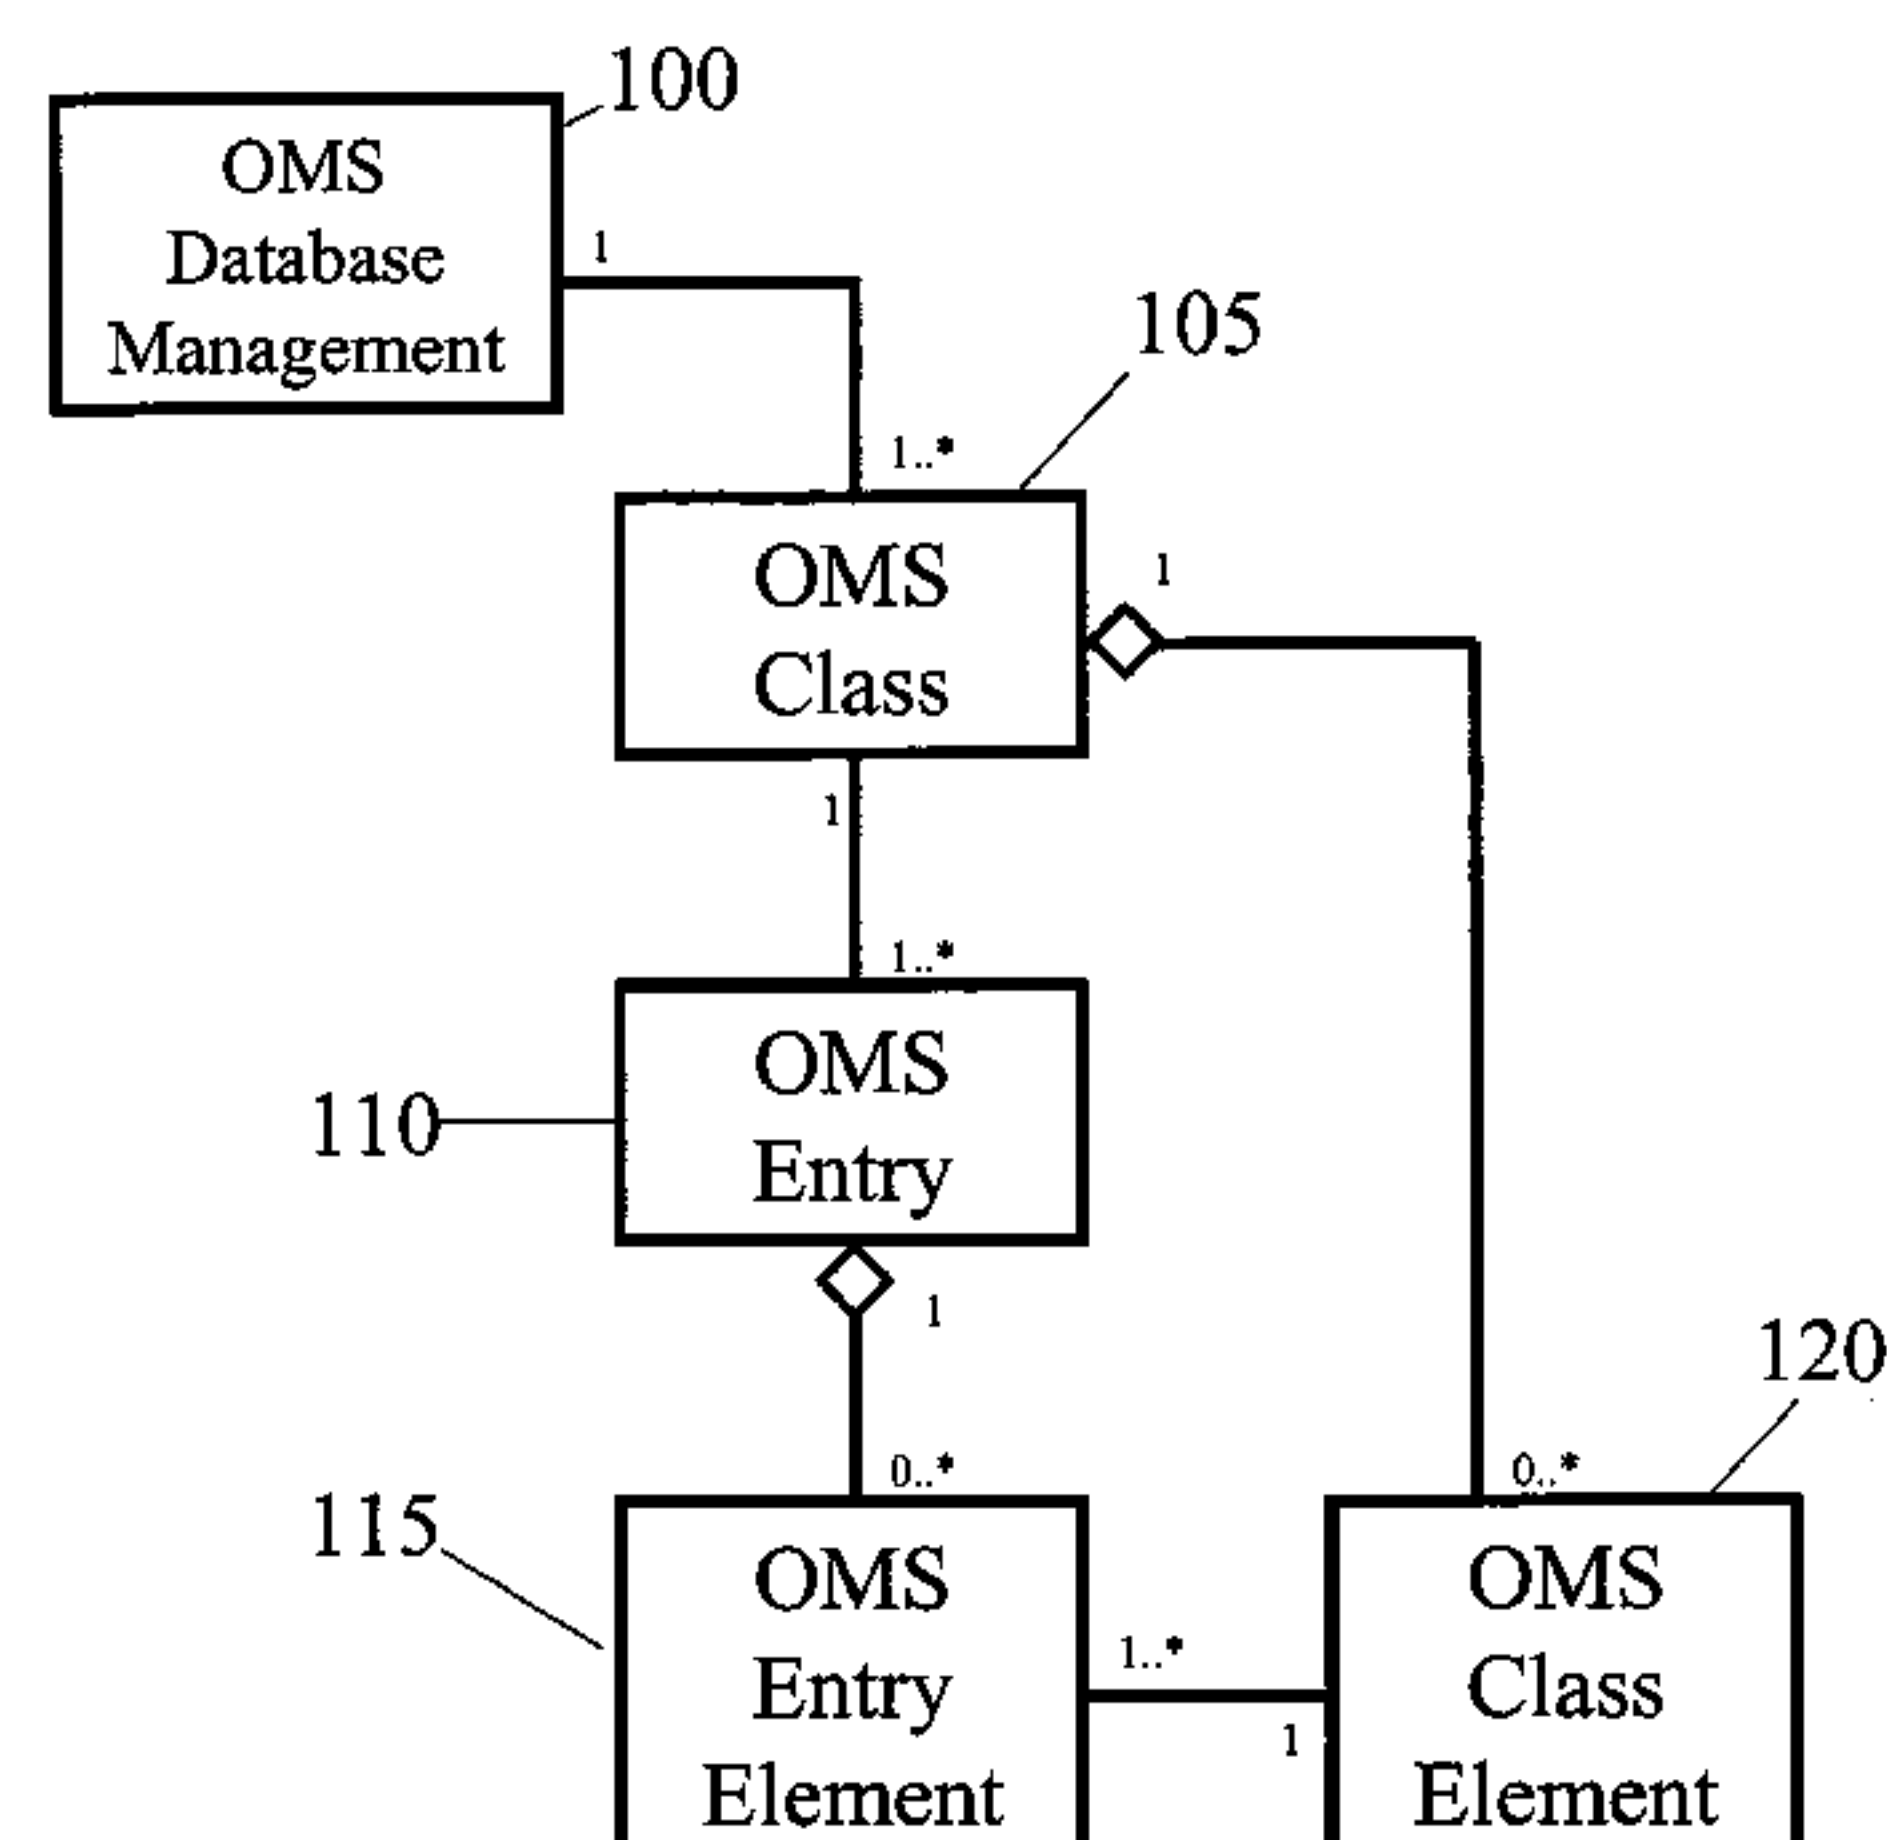 100
OMS
Database
Management
1
105
1..*
OMS
Class
1
1
1..*
OMS
Entry
110
1
120
0..*
0..*
115
OMS
Entry
Element
1..*
1
OMS
Class
Element